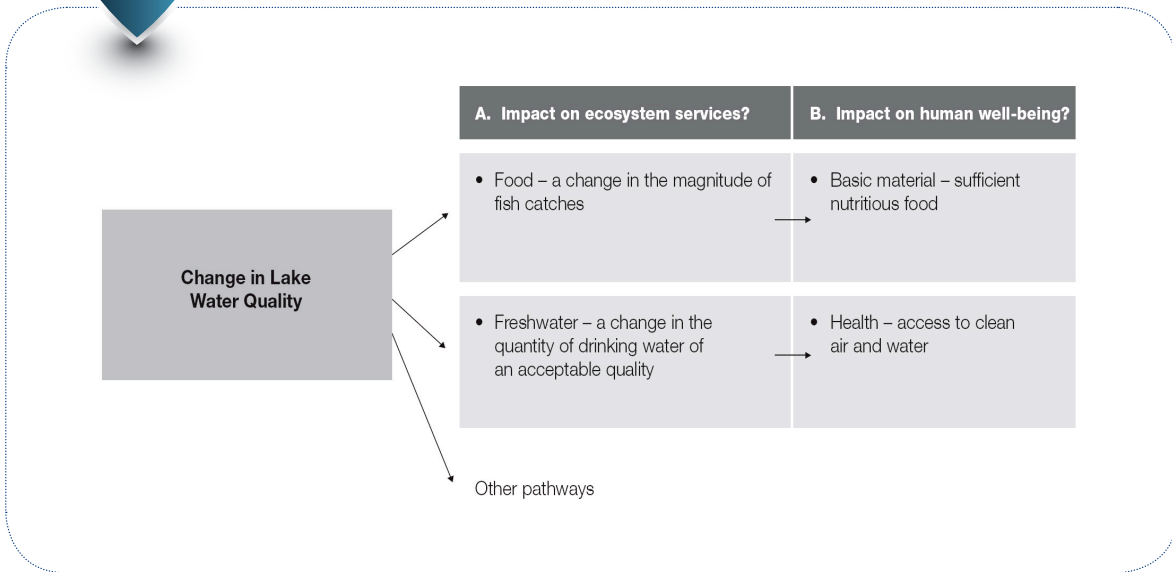 A. Impact on ecosystem services?
B. Impact on human well-being?
• Food – a change in the magnitude of
fish catches
• Basic material – sufficient
nutritious food
Change in Lake
Water Quality
• Freshwater – a change in the
quantity of drinking water of
an acceptable quality
• Health – access to clean
air and water
Other pathways